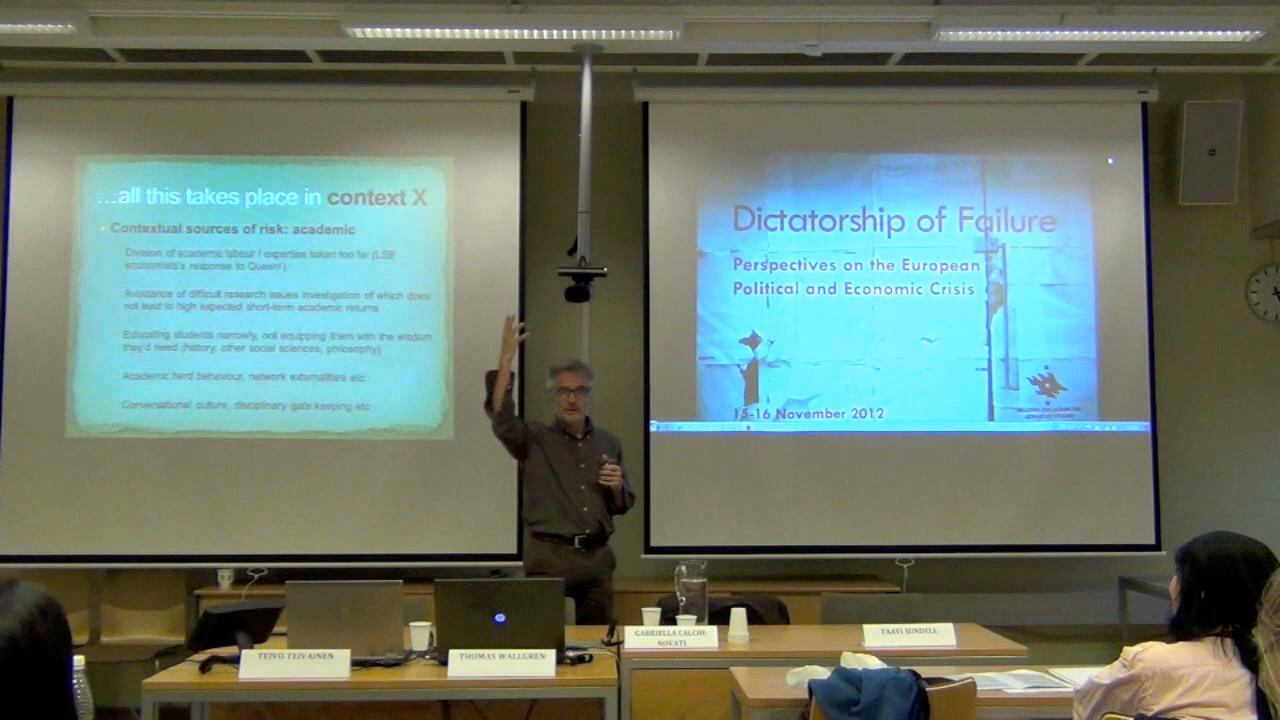 ...all this takes place in context X
Contextual sources of risk: academic
Division of academic labour / expertise taken too far (LSE
economists's response to Queen!)
Avoidance of difficult research issues investigation of which does
not lead to high expected short-term academic returns
Educating students narrowly, not equipping them with the wisdom
they'd need (history, other social sciences, philosophy)
Academic herd behaviour, network externalities etc
Conversational culture, disciplinary gate keeping etc
Dictatorship of Failure
Perspectives on the European
Political and Economic Crisis
15-16 November 2012
TEIVO TEIVAINEN
THOMAS WALLGREN
GABRIELLA CALCHI-
NOVATI
TAAVI SUNDELL